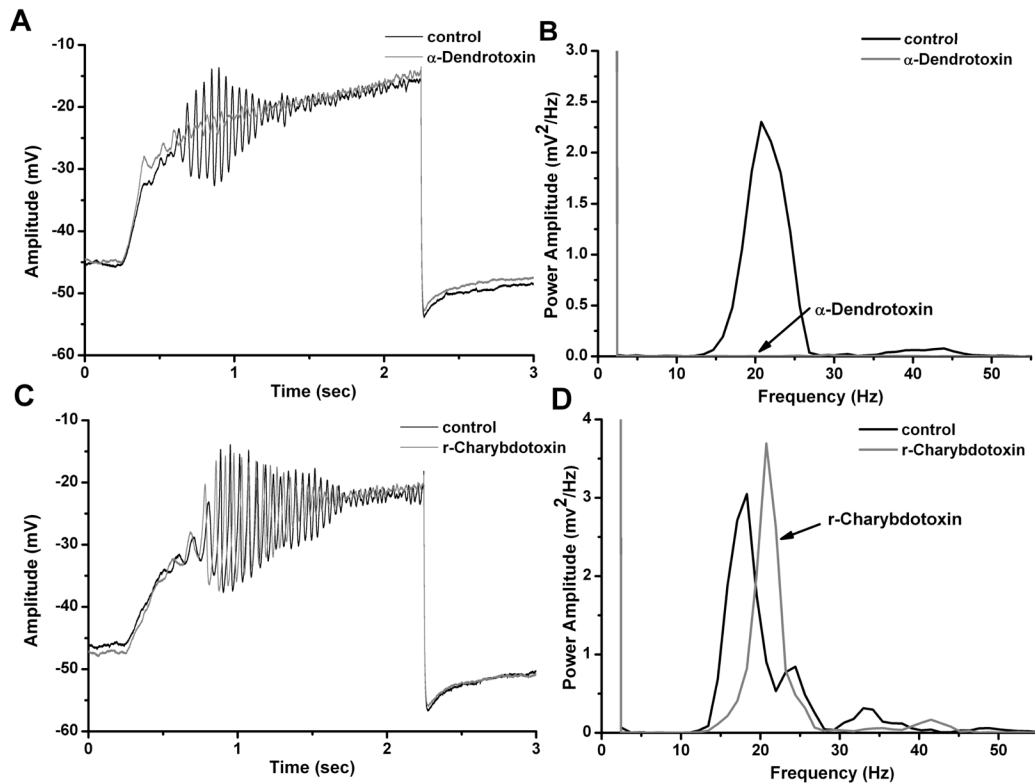 A
control
α-Dendrotoxin
-10
-20
-30
-40
-50
-60
Amplitude (mV)
0
1
2
3
Time (sec)
B
control
α-Dendrotoxin
3.0
2.5
2.0
1.5
1.0
0.5
0.0
Power Amplitude (mV²/Hz)
α-Dendrotoxin
0
10
20
30
40
50
Frequency (Hz)
C
control
r-Charybdotoxin
-10
-20
-30
-40
-50
-60
Amplitude (mV)
0
1
2
3
Time (sec)
D
control
r-Charybdotoxin
4
3
2
1
0
Power Amplitude (mv²/Hz)
r-Charybdotoxin
0
10
20
30
40
50
Frequency (Hz)